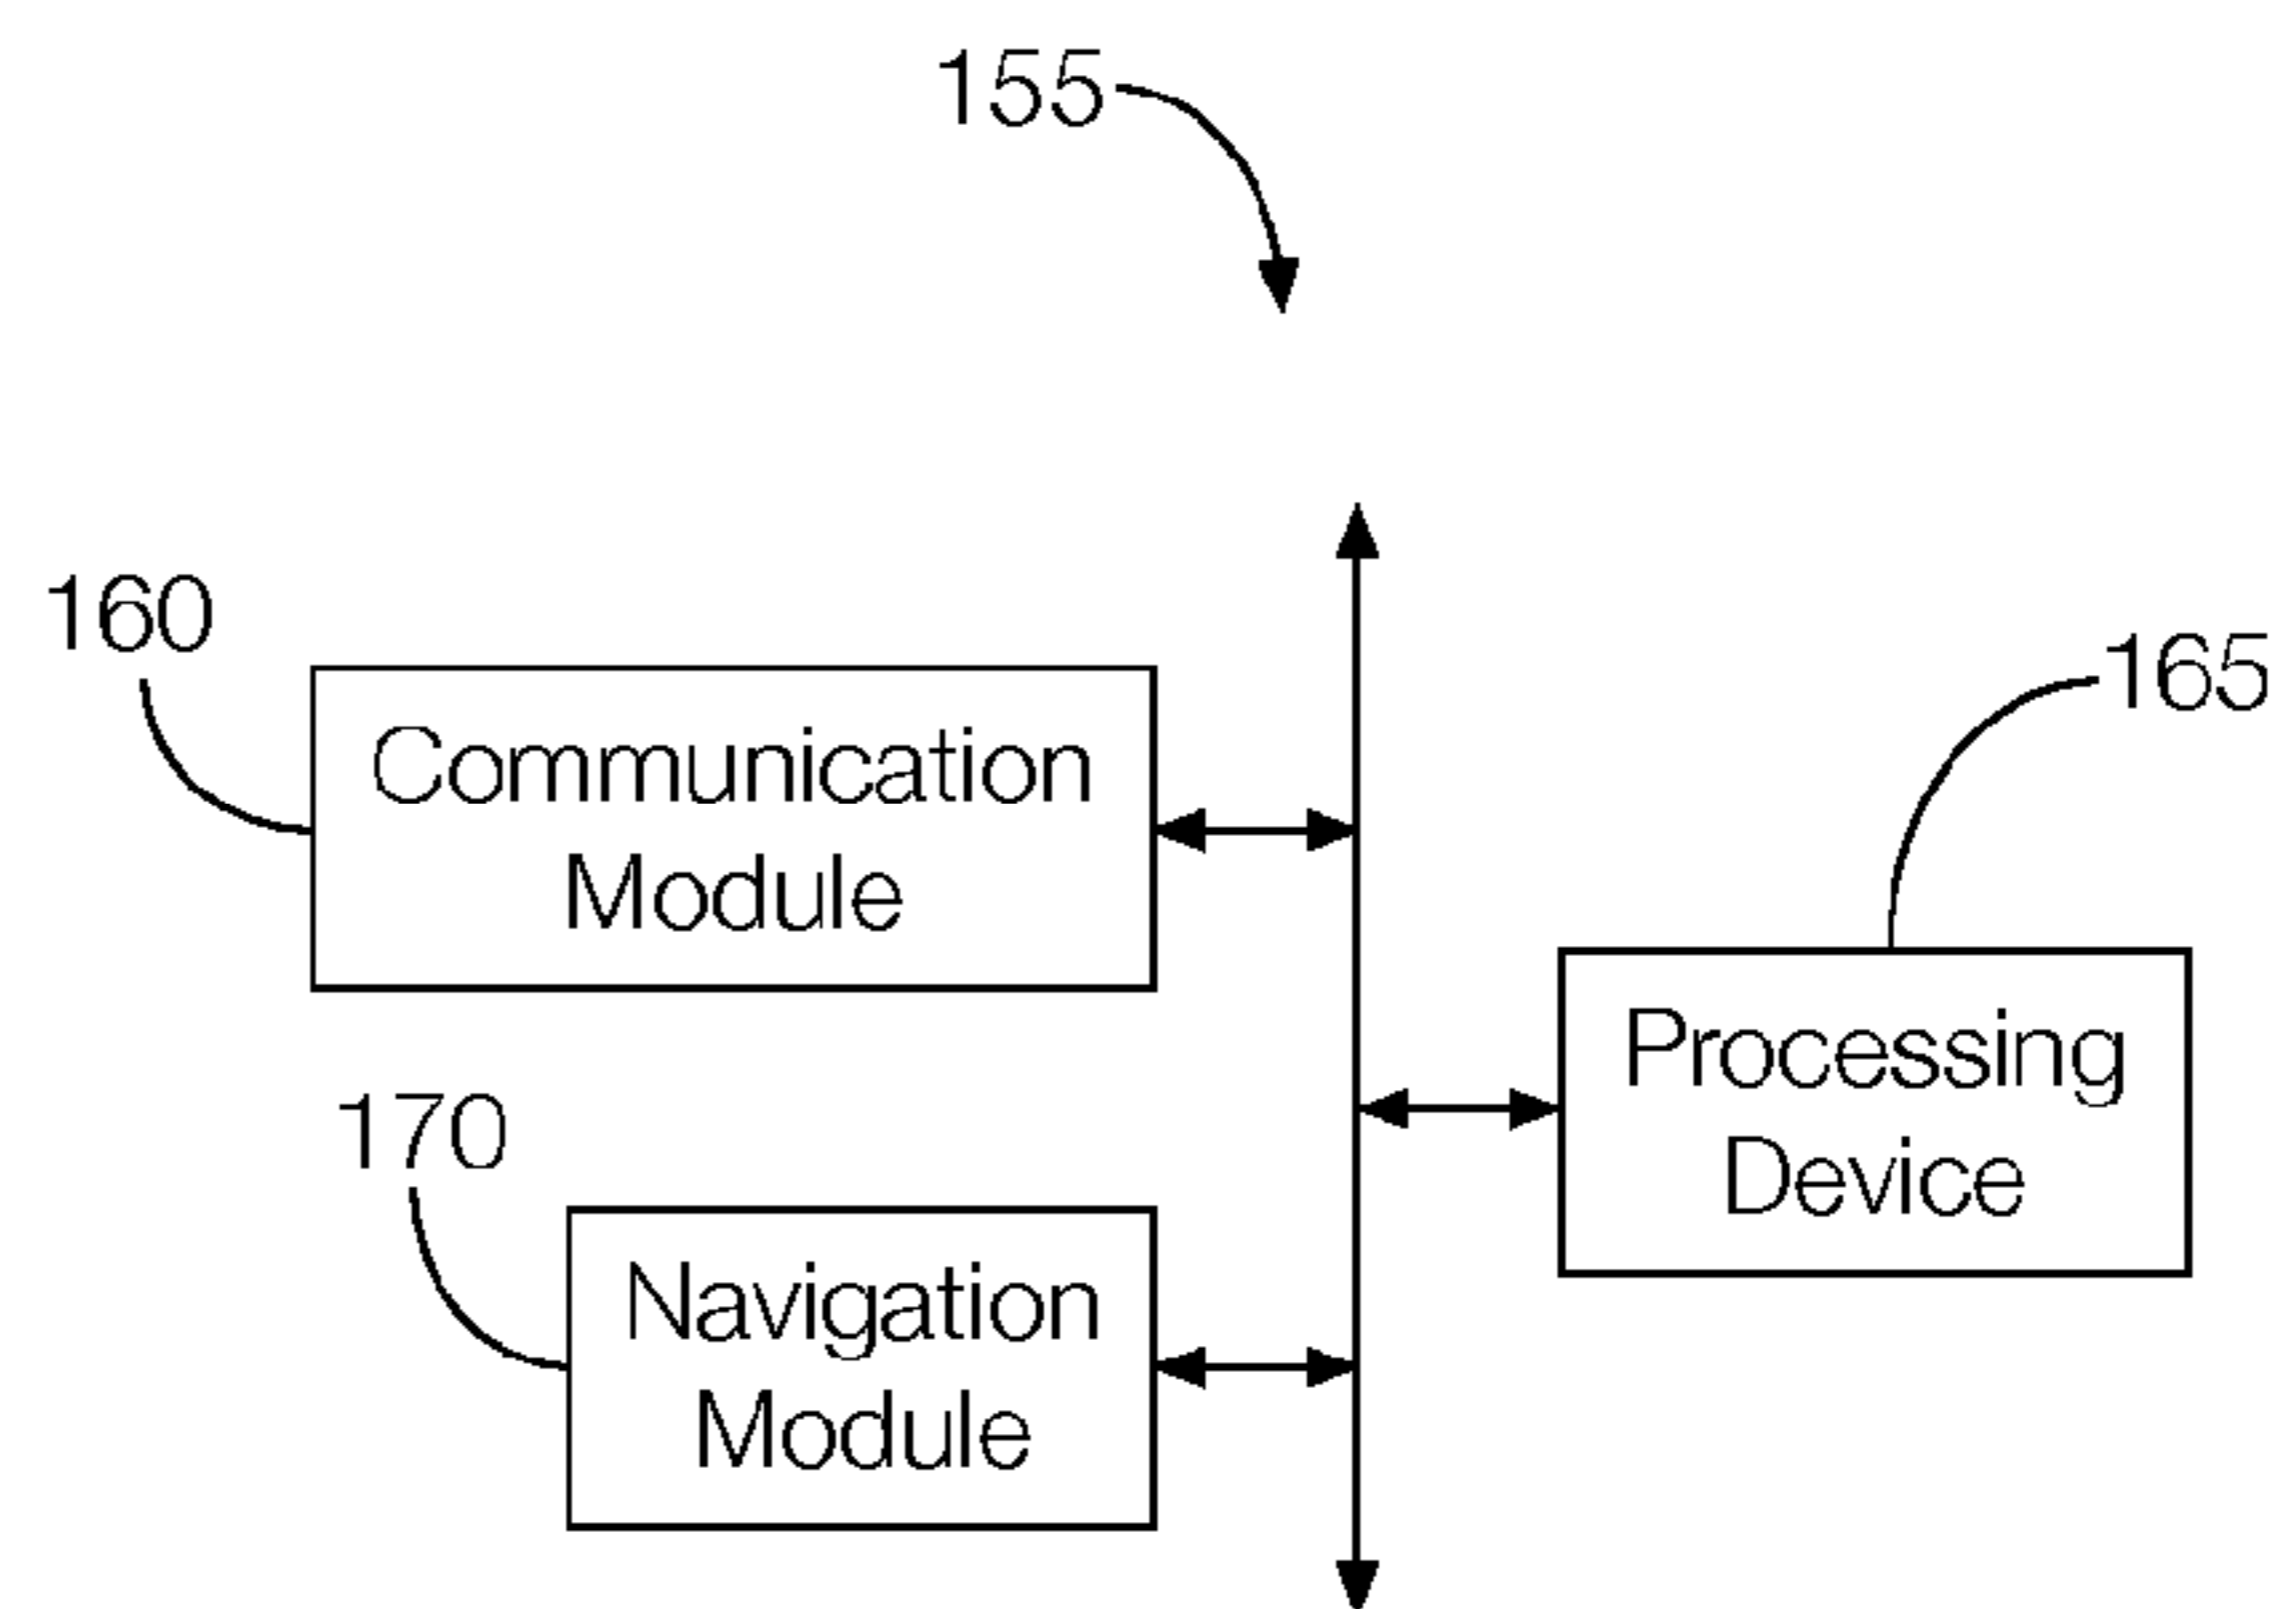 155
160
Communication
Module
165
Processing
Device
170
Navigation
Module